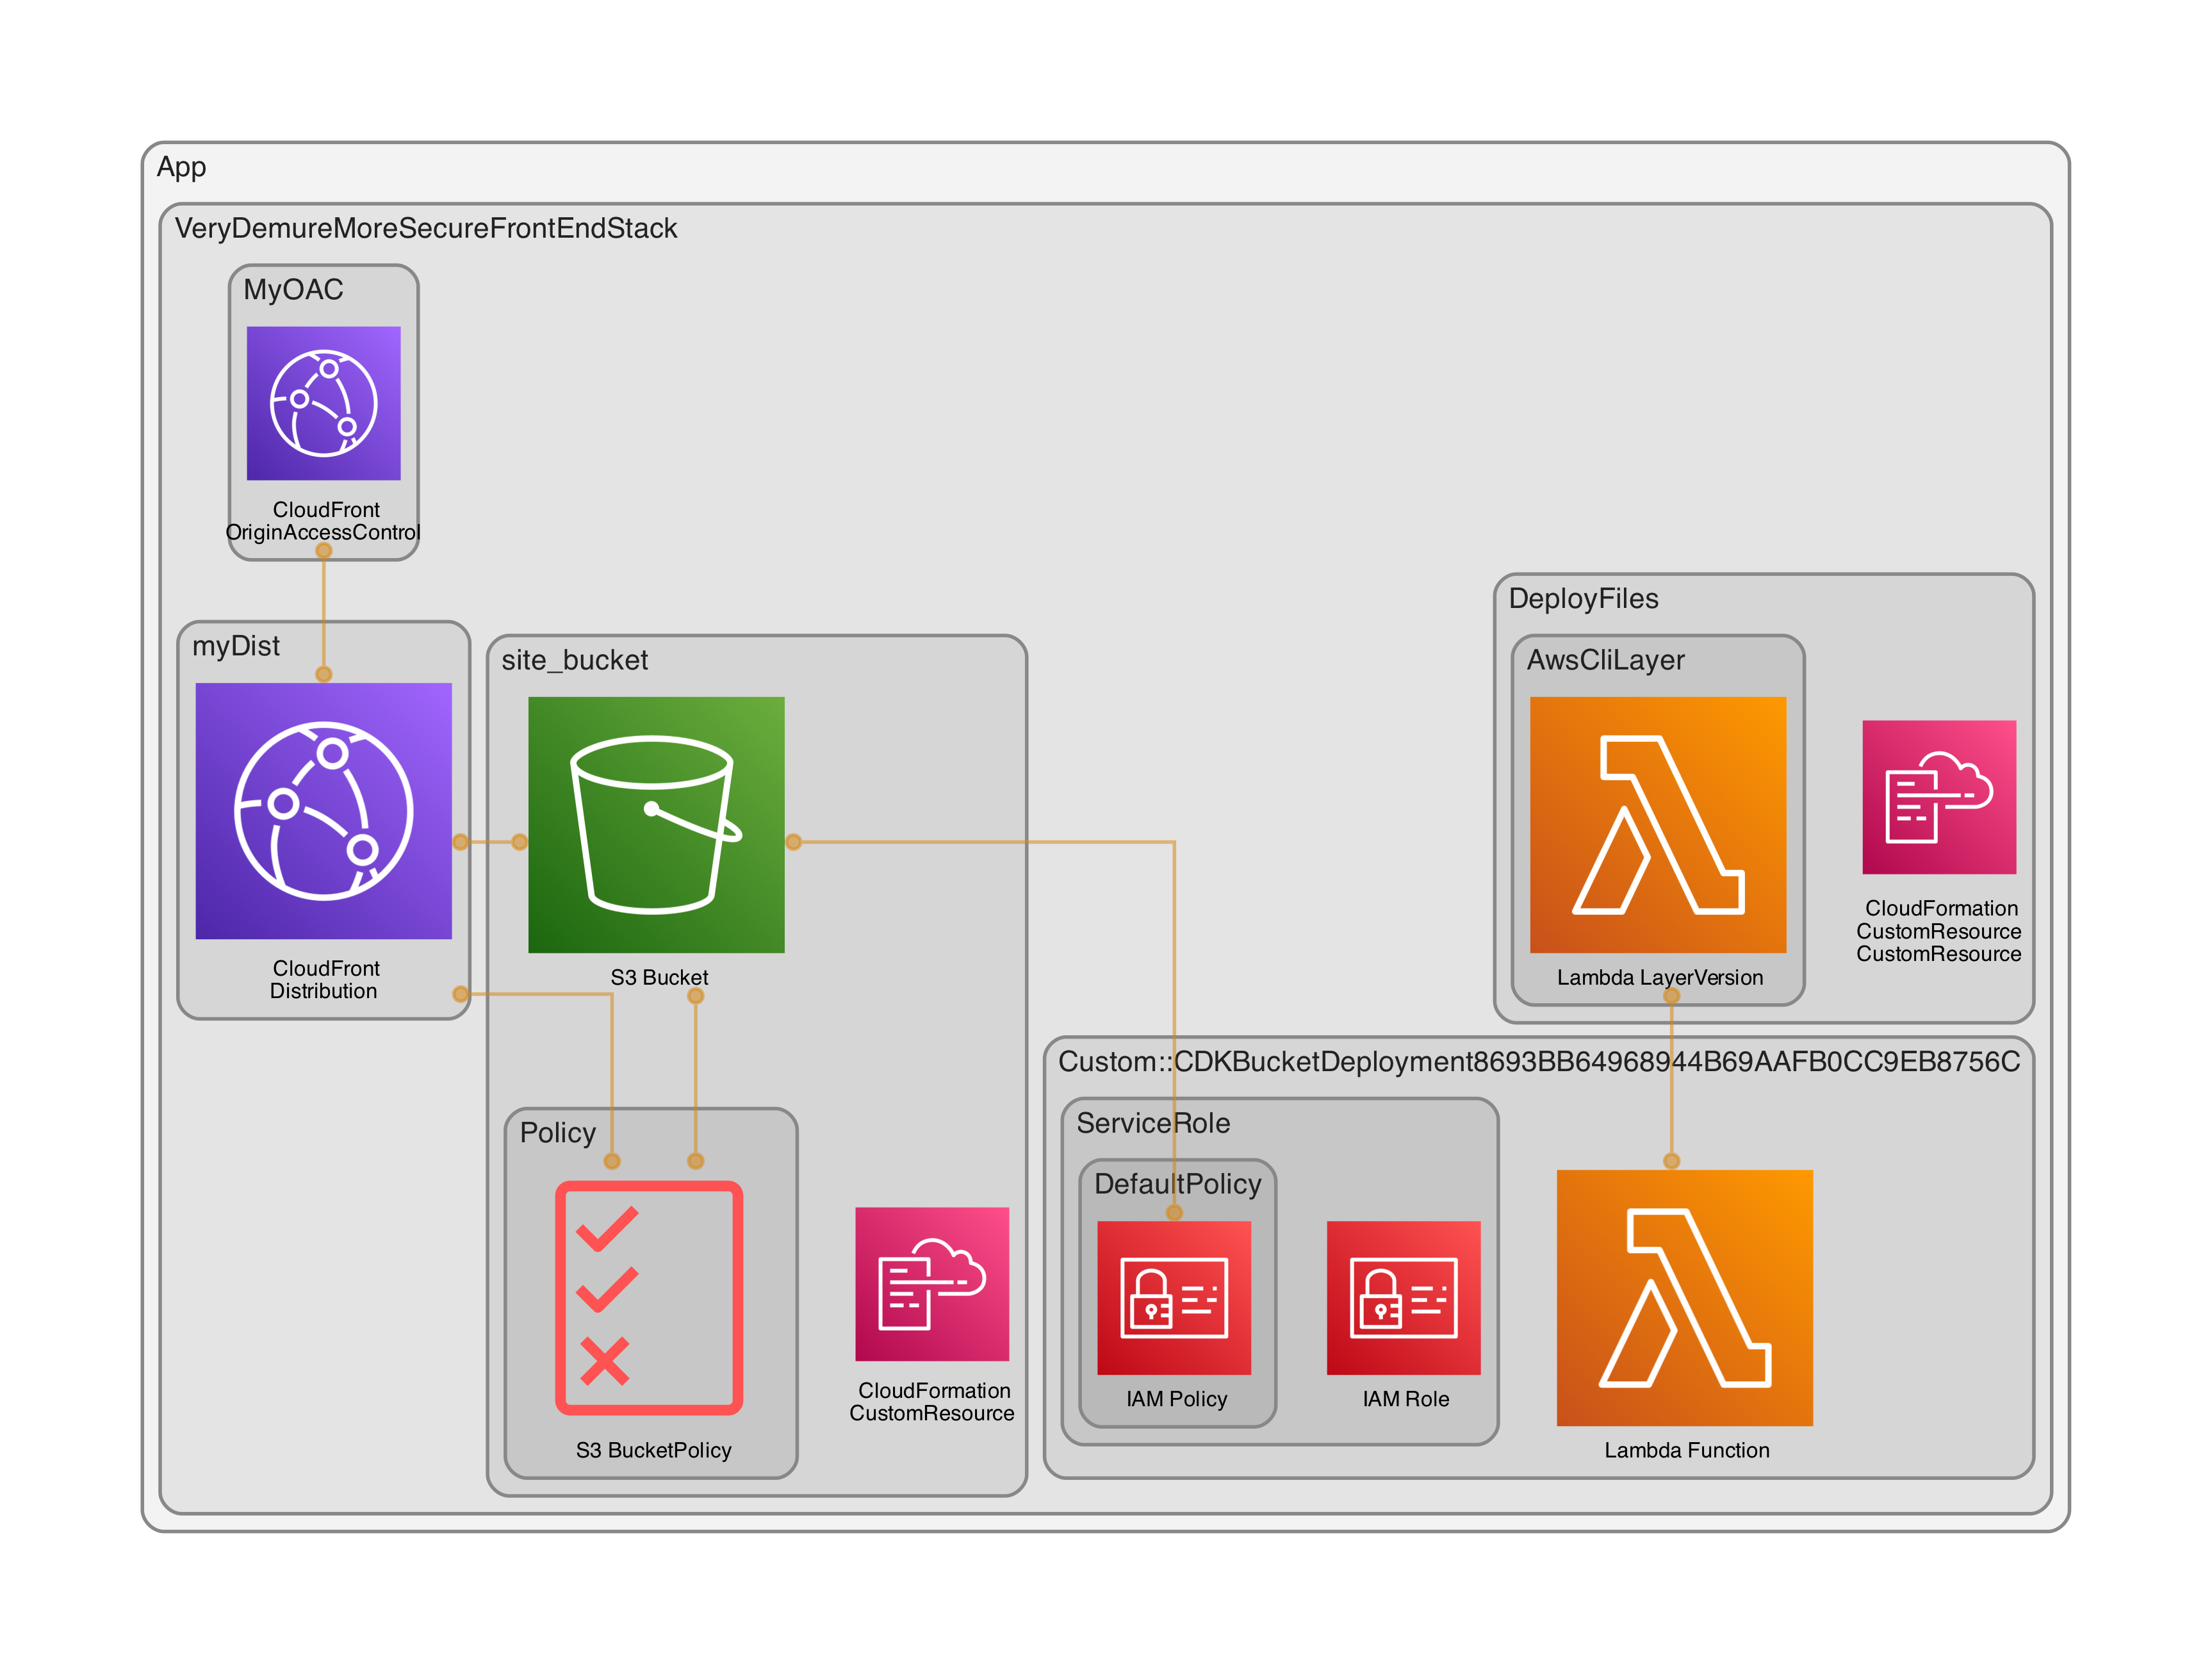 App
VeryDemureMoreSecureFrontEndStack
MyOAC
CloudFront
OriginAccessControl
myDist
CloudFront
Distribution
site_bucket
S3 Bucket
Policy
S3 BucketPolicy
CloudFormation
CustomResource
DeployFiles
AwsCliLayer
Lambda LayerVersion
CloudFormation
CustomResource
CustomResource
Custom::CDKBucketDeployment8693BB64968944B69AAFB0CC9EB8756C
ServiceRole
DefaultPolicy
IAM Policy
IAM Role
Lambda Function